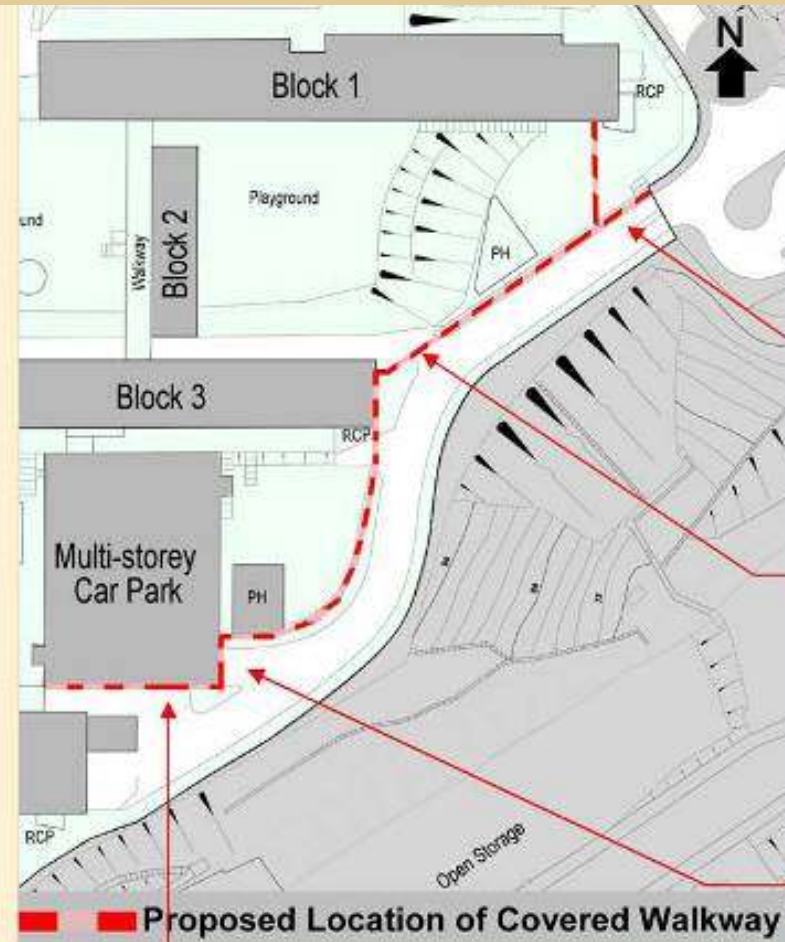 N
Block 1
RCP
Playground
und
Walkway
Block 2
PH
Block 3
RCP
Multi-storey
Car Park
PH
RCP
Open Storage
Proposed Location of Covered Walkway